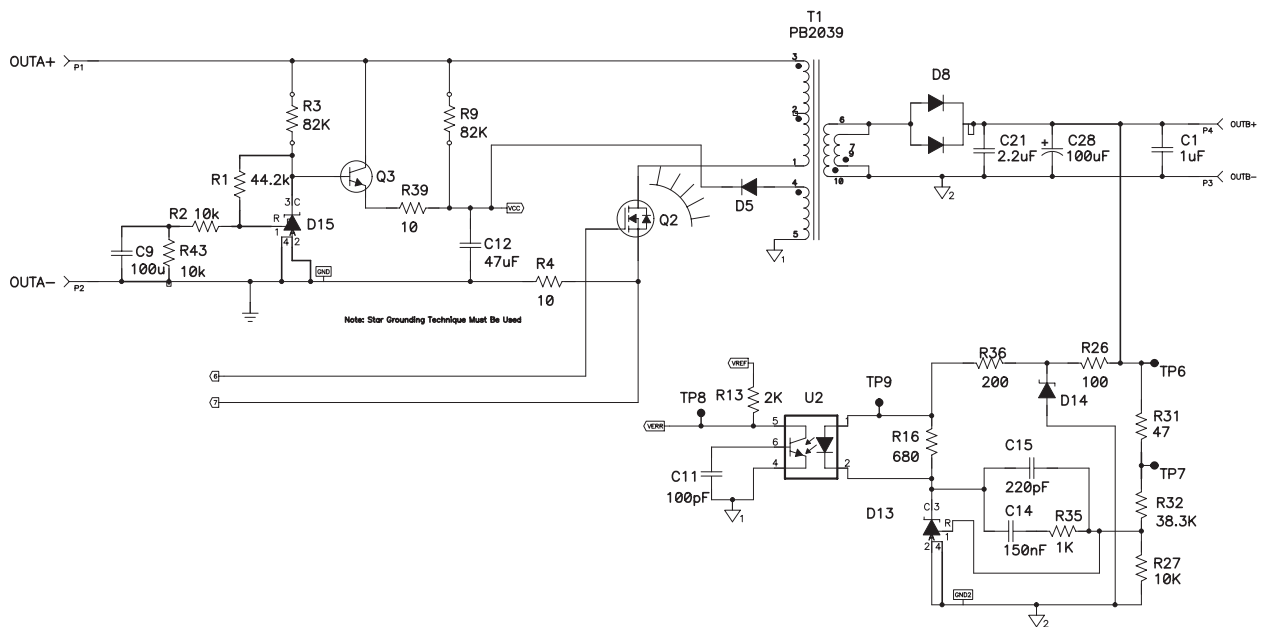 T1
PB2039
OUTA+
P1
3
D8
R3
82K
R9
82K
2
6
7
9
10
C21
2.2uF
+
C28
100uF
C1
1uF
P4
OUTB+
P3
OUTB-
2
R1
44.2k
Q3
R39
10
VCC
1
4
5
D5
1
Q2
R2 10k
3 C
R
1
4 2
D15
C9
100u
R43
10k
C12
47uF
R4
10
OUTA-
P2
GND
Note: Star Grounding Technique Must Be Used
6
7
VREF
R13
2K
TP8
VERR
U2
5
6
4
1
2
TP9
C11
100pF
1
R36
200
R26
100
D14
TP6
R31
47
TP7
R16
680
C15
220pF
C14
150nF
R35
1K
R32
38.3K
D13
C 3
R
1
A
2 4
R27
10K
GND2
2